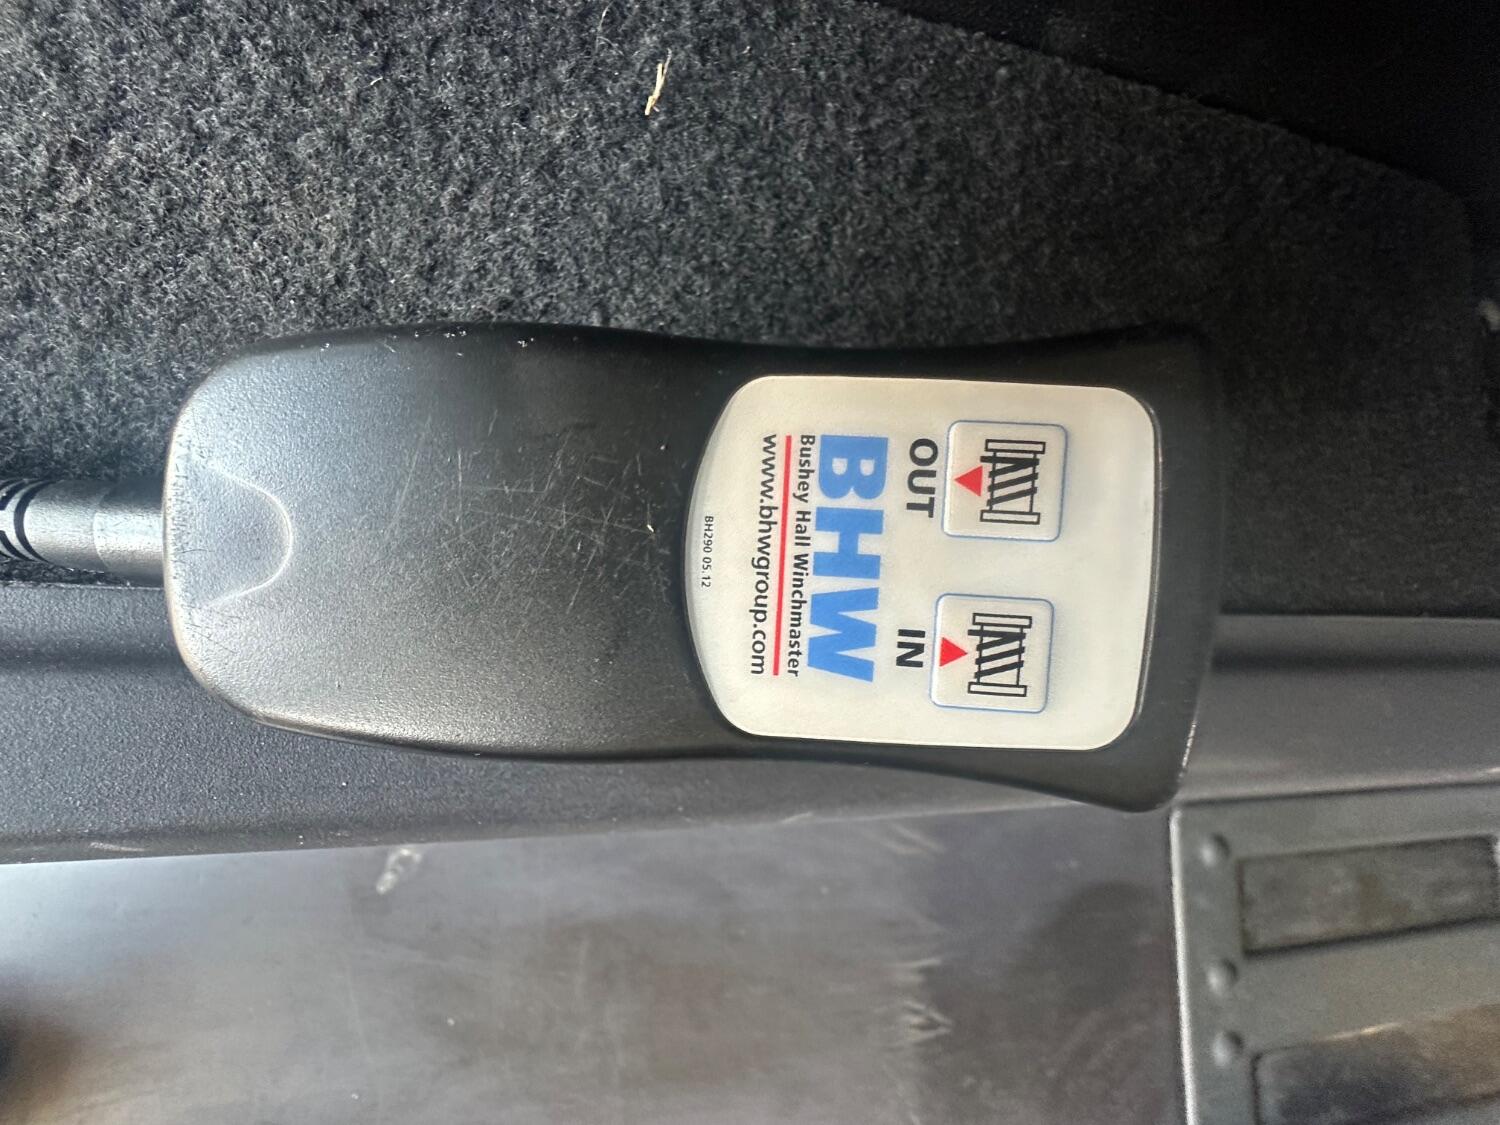 OUT IN
BHW
Bushey Hall Winchmaster
www.bhwgroup.com
BH290 05.12